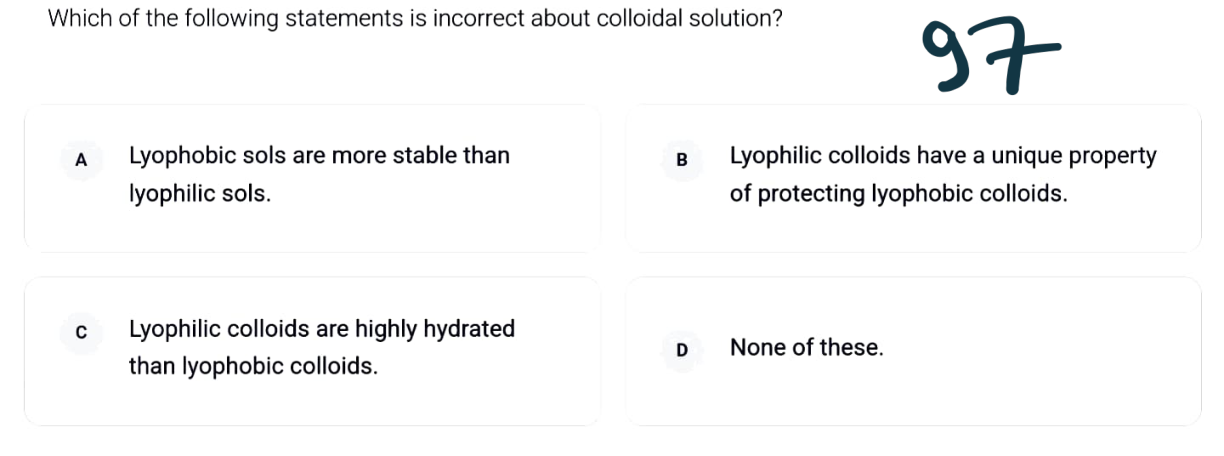 Which of the following statements is incorrect about colloidal solution?
97
A
Lyophobic sols are more stable than
lyophilic sols.
B
Lyophilic colloids have a unique property
of protecting lyophobic colloids.
C
Lyophilic colloids are highly hydrated
than lyophobic colloids.
D
None of these.